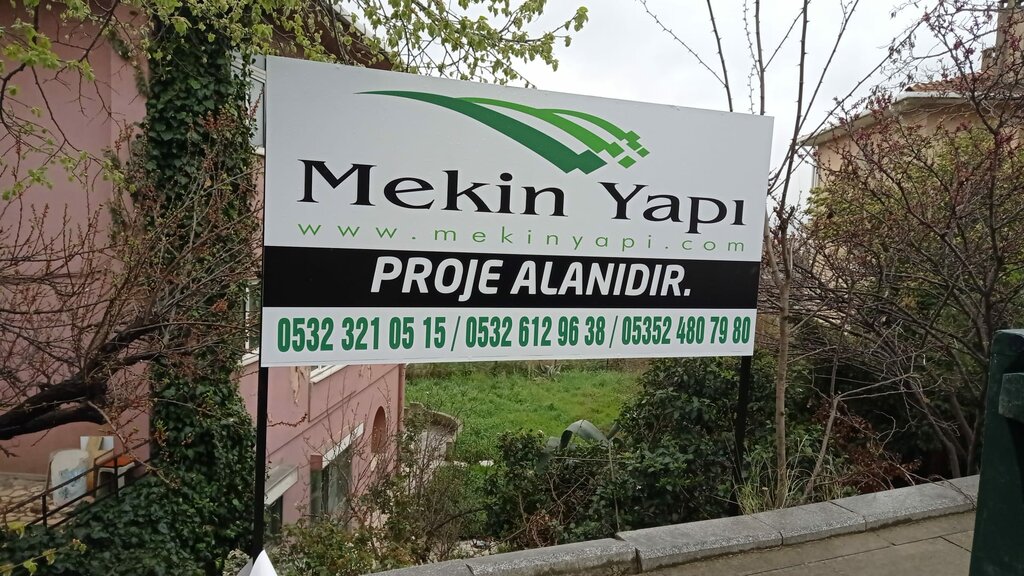 Mekin Yapı
www.mekinyapi.com
PROJE ALANIDIR.
0532 321 05 15 / 0532 612 96 38 / 05352 480 79 80